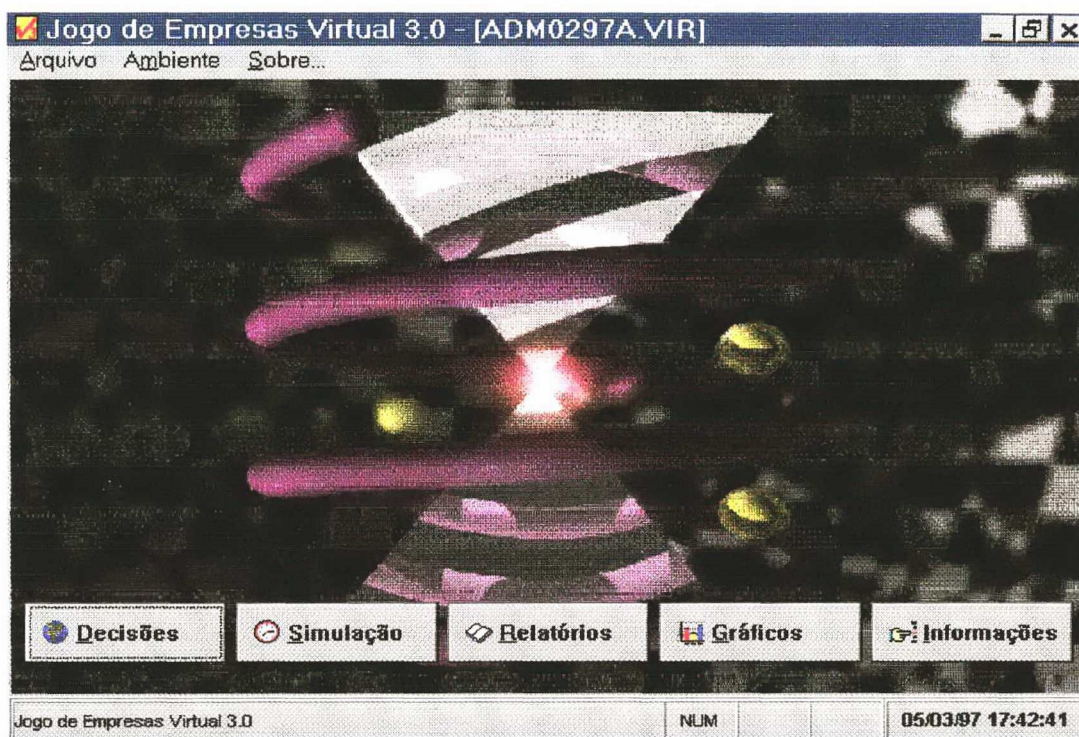 Jogo de Empresas Virtual 3.0 - [ADM0297A.VIR]
Arquivo Ambiente Sobre...
Decisões Simulação Relatórios Gráficos Informações
Jogo de Empresas Virtual 3.0 NUM 05/03/97 17:42:41